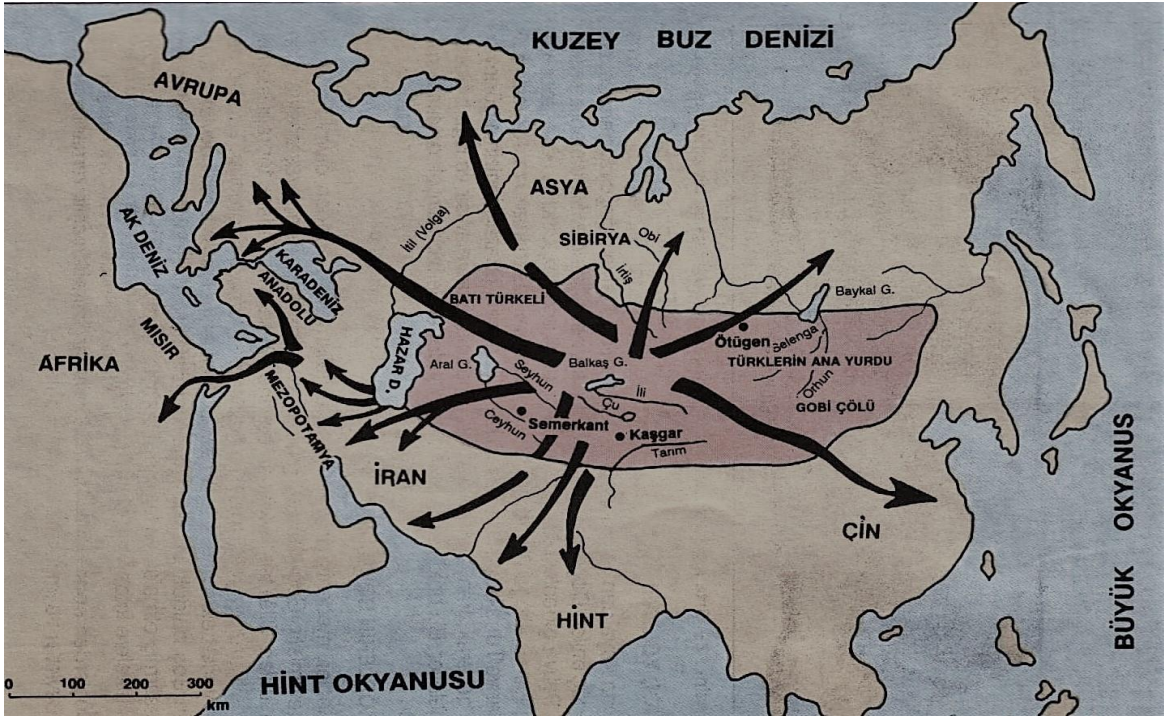 KUZEY BUZ DENİZİ
AVRUPA
ASYA
AK DENİZ
İtil (Volga)
SİBİRYA
Obi
İrtiş
KARADENİZ
ANADOLU
BATI TÜRKELİ
Baykal G.
MISIR
HAZAR D.
Ötügen
Selenga
AFRİKA
Aral G.
Seyhun
Balkaş G.
TÜRKLERİN ANA YURDU
MEZOPOTAMYA
İli
Orhun
Çu
GOBİ ÇÖLÜ
Ceyhun
Semerkant
Kaşgar
Tarım
İRAN
ÇİN
BÜYÜK OKYANUS
HİNT
HİNT OKYANUSU
0 100 200 300
km